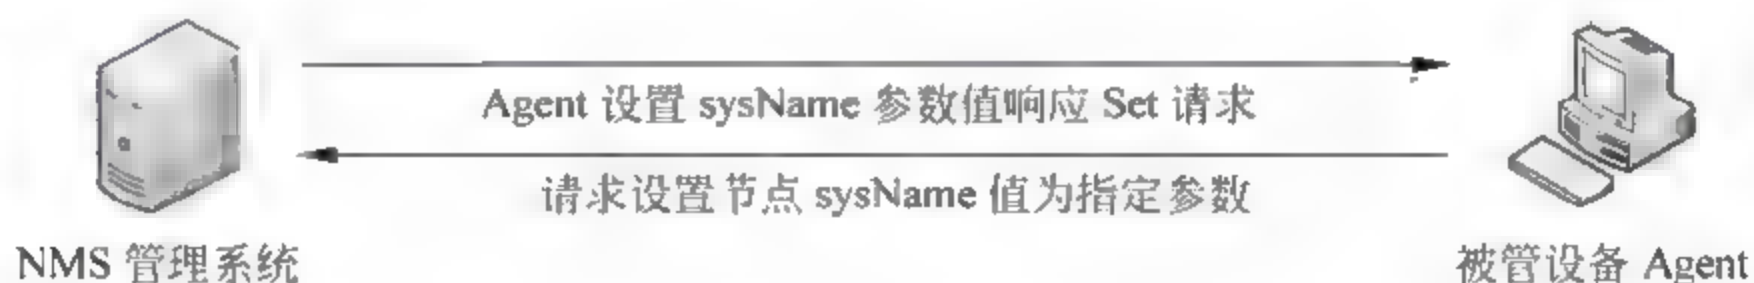 Agent 设置 sysName 参数值响应 Set 请求
请求设置节点 sysName 值为指定参数
NMS 管理系统
被管设备 Agent